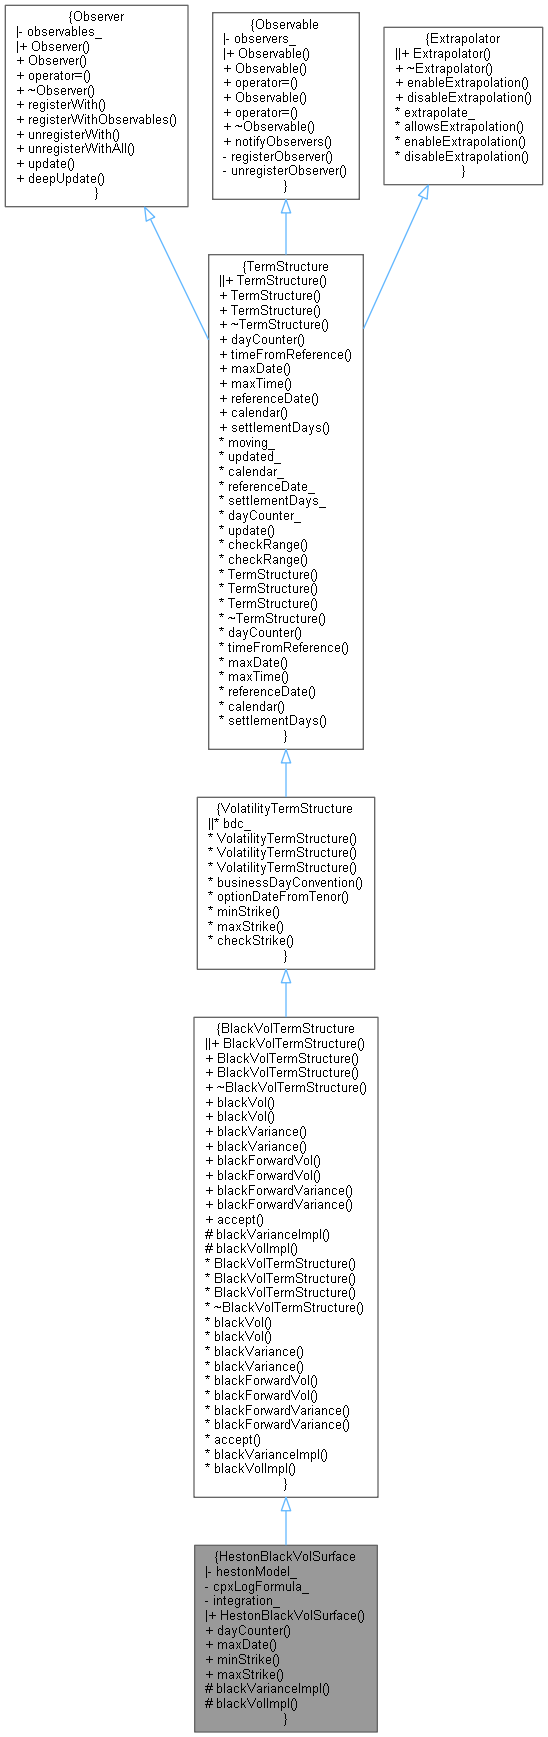 {Observer
|- observables_
|+ Observer()
+ Observer()
+ operator=()
+ ~Observer()
+ registerWith()
+ registerWithObservables()
+ unregisterWith()
+ unregisterWithAll()
+ update()
+ deepUpdate()
}
{Observable
|- observers_
|+ Observable()
+ Observable()
+ operator=()
+ Observable()
+ operator=()
+ ~Observable()
+ notifyObservers()
- registerObserver()
- unregisterObserver()
}
{Extrapolator
||+ Extrapolator()
+ ~Extrapolator()
+ enableExtrapolation()
+ disableExtrapolation()
* extrapolate_
* allowsExtrapolation()
* enableExtrapolation()
* disableExtrapolation()
}
{TermStructure
||+ TermStructure()
+ TermStructure()
+ TermStructure()
+ ~TermStructure()
+ dayCounter()
+ timeFromReference()
+ maxDate()
+ maxTime()
+ referenceDate()
+ calendar()
+ settlementDays()
* moving_
* updated_
* calendar_
* referenceDate_
* settlementDays_
* dayCounter_
* update()
* checkRange()
* checkRange()
* TermStructure()
* TermStructure()
* TermStructure()
* ~TermStructure()
* dayCounter()
* timeFromReference()
* maxDate()
* maxTime()
* referenceDate()
* calendar()
* settlementDays()
}
{VolatilityTermStructure
||* bdc_
* VolatilityTermStructure()
* VolatilityTermStructure()
* VolatilityTermStructure()
* businessDayConvention()
* optionDateFromTenor()
* minStrike()
* maxStrike()
* checkStrike()
}
{BlackVolTermStructure
||+ BlackVolTermStructure()
+ BlackVolTermStructure()
+ BlackVolTermStructure()
+ ~BlackVolTermStructure()
+ blackVol()
+ blackVol()
+ blackVariance()
+ blackVariance()
+ blackForwardVol()
+ blackForwardVol()
+ blackForwardVariance()
+ blackForwardVariance()
+ accept()
# blackVarianceImpl()
# blackVolImpl()
* BlackVolTermStructure()
* BlackVolTermStructure()
* BlackVolTermStructure()
* ~BlackVolTermStructure()
* blackVol()
* blackVol()
* blackVariance()
* blackVariance()
* blackForwardVol()
* blackForwardVol()
* blackForwardVariance()
* blackForwardVariance()
* accept()
* blackVarianceImpl()
* blackVolImpl()
}
{HestonBlackVolSurface
|- hestonModel_
- cpxLogFormula_
- integration_
|+ HestonBlackVolSurface()
+ dayCounter()
+ maxDate()
+ minStrike()
+ maxStrike()
# blackVarianceImpl()
# blackVolImpl()
}